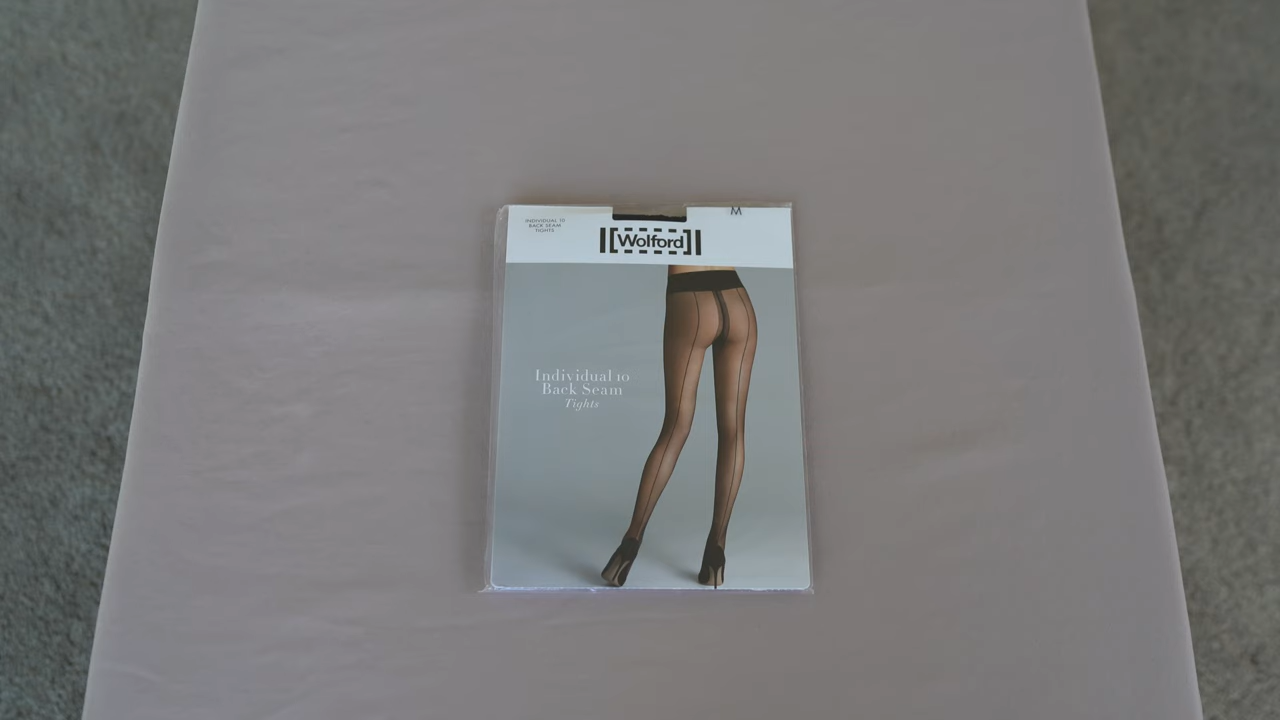 INDIVIDUAL 10
BACK SEAM
TIGHTS
M
Wolford
Individual 10
Back Seam
Tights